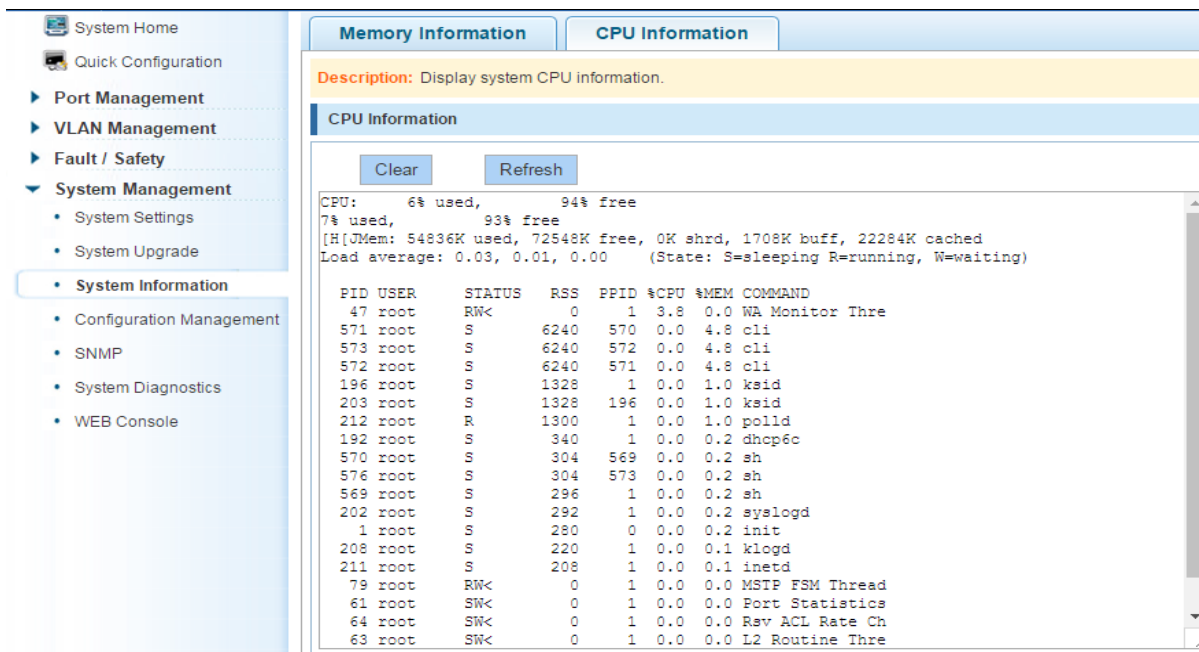 System Home
Quick Configuration
Port Management
VLAN Management
Fault / Safety
System Management
System Settings
System Upgrade
System Information
Configuration Management
SNMP
System Diagnostics
WEB Console
Memory Information
CPU Information
Description: Display system CPU information.
CPU Information
Clear
Refresh
CPU: 6% used, 94% free
7% used, 93% free
[H[JMem: 54836K used, 72548K free, 0K shrd, 1708K buff, 22284K cached
Load average: 0.03, 0.01, 0.00 (State: S=sleeping R=running, W=waiting)
PID USER STATUS RSS PPID %CPU %MEM COMMAND
47 root RW< 0 1 3.8 0.0 WA Monitor Thre
571 root S 6240 570 0.0 4.8 cli
573 root S 6240 572 0.0 4.8 cli
572 root S 6240 571 0.0 4.8 cli
196 root S 1328 1 0.0 1.0 ksid
203 root S 1328 196 0.0 1.0 ksid
212 root R 1300 1 0.0 1.0 polld
192 root S 340 1 0.0 0.2 dhcp6c
570 root S 304 569 0.0 0.2 sh
576 root S 304 573 0.0 0.2 sh
569 root S 296 1 0.0 0.2 sh
202 root S 292 1 0.0 0.2 syslogd
1 root S 280 0 0.0 0.2 init
208 root S 220 1 0.0 0.1 klogd
211 root S 208 1 0.0 0.1 inetd
79 root RW< 0 1 0.0 0.0 MSTP FSM Thread
61 root SW< 0 1 0.0 0.0 Port Statistics
64 root SW< 0 1 0.0 0.0 Rsv ACL Rate Ch
63 root SW< 0 1 0.0 0.0 L2 Routine Thre